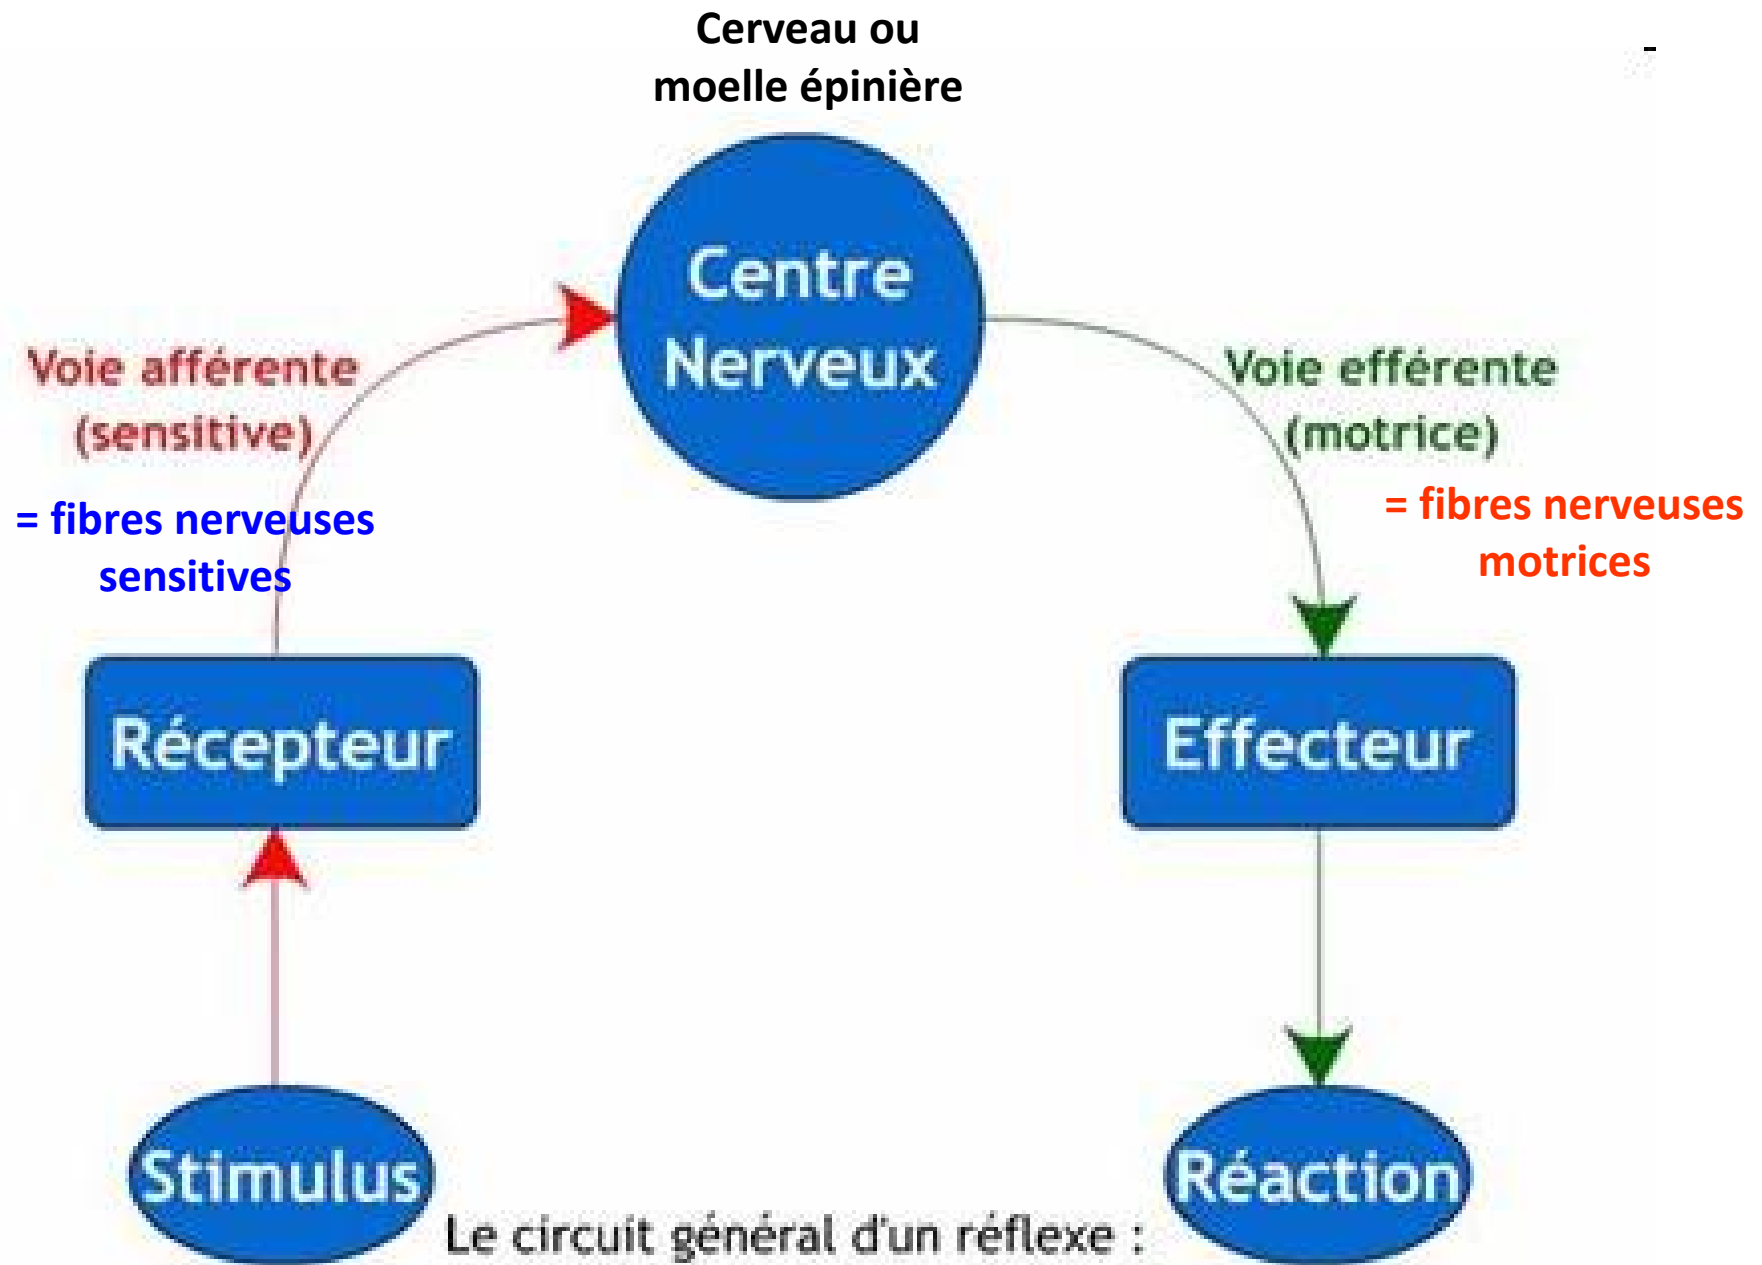 Cerveau ou
moelle épinière
Centre
Nerveux
Voie afférente
(sensitive)
= fibres nerveuses
sensitives
Voie efférente
(motrice)
= fibres nerveuses
motrices
Récepteur
Effecteur
Stimulus
Réaction
Le circuit général d'un réflexe :